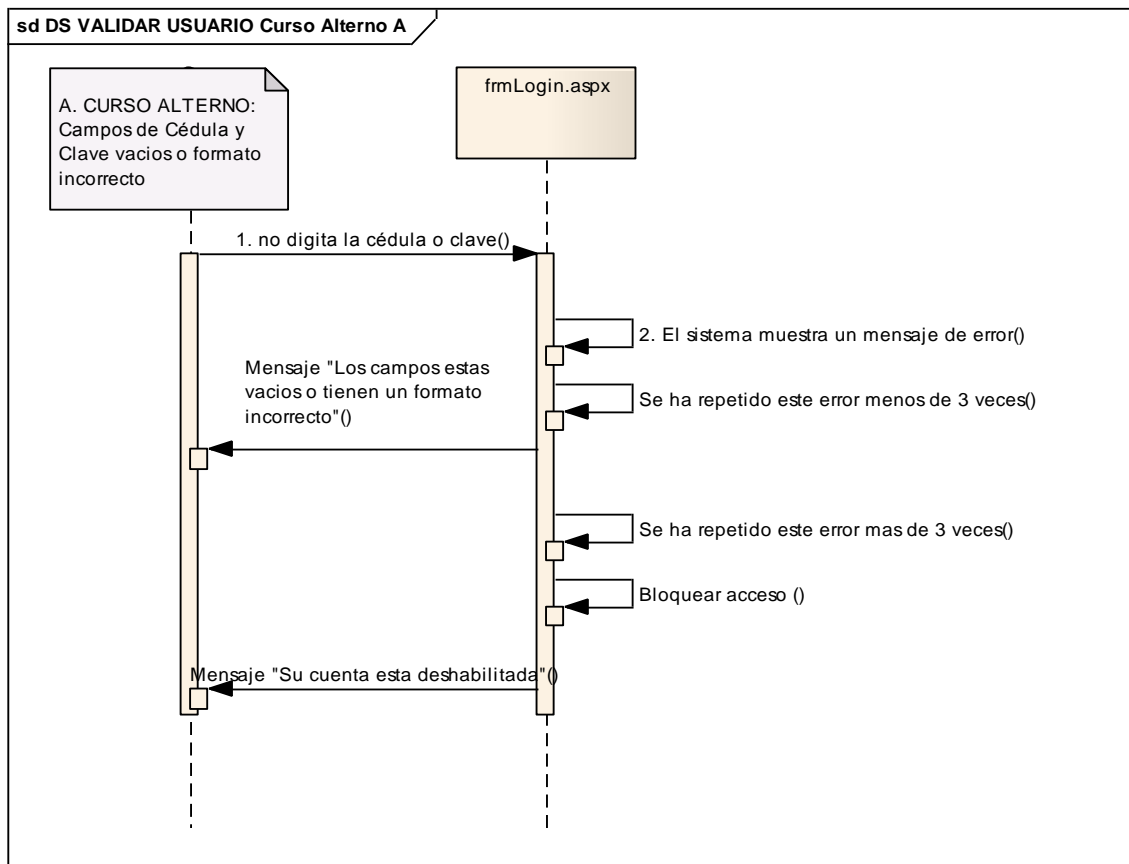 sd DS VALIDAR USUARIO Curso Alterno A
A. CURSO ALTERNO:
Campos de Cédula y
Clave vacios o formato
incorrecto
frmLogin.aspx
1. no digita la cédula o clave()
2. El sistema muestra un mensaje de error()
Mensaje "Los campos estas
vacios o tienen un formato
incorrecto"()
Se ha repetido este error menos de 3 veces()
Se ha repetido este error mas de 3 veces()
Bloquear acceso ()
Mensaje "Su cuenta esta deshabilitada"()